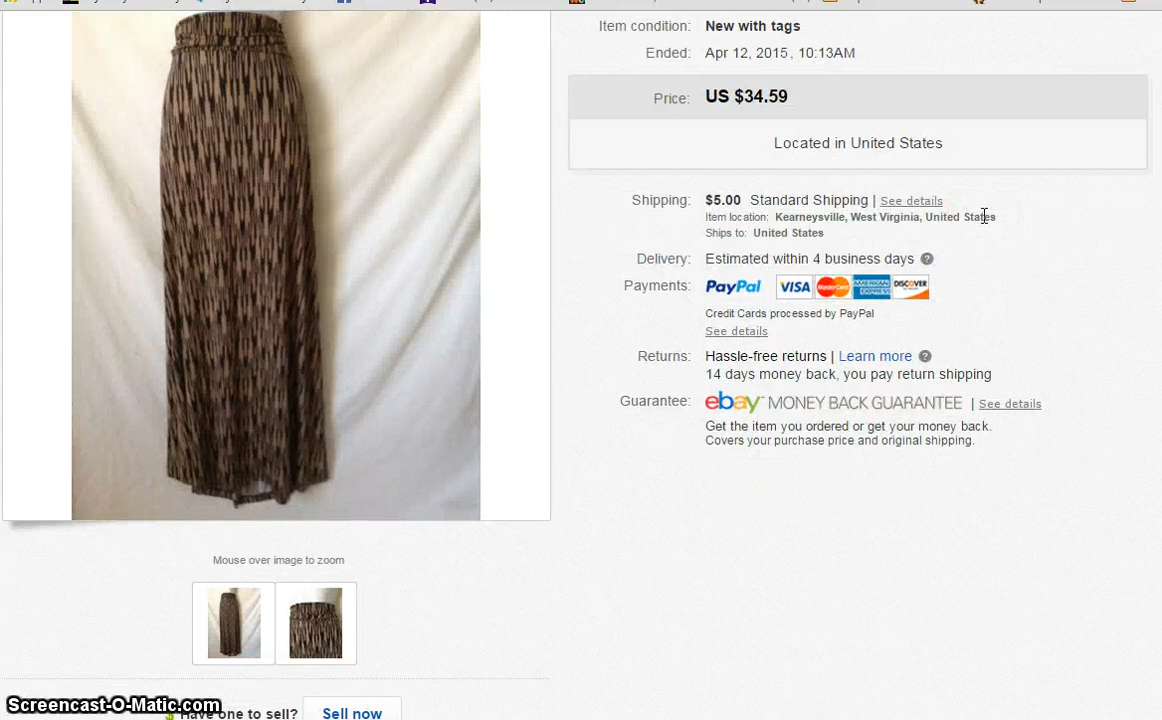 Item condition: New with tags
Ended: Apr 12, 2015 , 10:13AM
Price: US $34.59
Located in United States
Shipping: $5.00 Standard Shipping | See details
Item location: Kearneysville, West Virginia, United States
Ships to: United States
Delivery: Estimated within 4 business days ?
Payments: PayPal VISA MasterCard AMERICAN EXPRESS DISCOVER
Credit Cards processed by PayPal
See details
Returns: Hassle-free returns | Learn more ?
14 days money back, you pay return shipping
Guarantee: ebay MONEY BACK GUARANTEE | See details
Get the item you ordered or get your money back.
Covers your purchase price and original shipping.
Mouse over image to zoom
Have one to sell? Sell now
Screencast-O-Matic.com